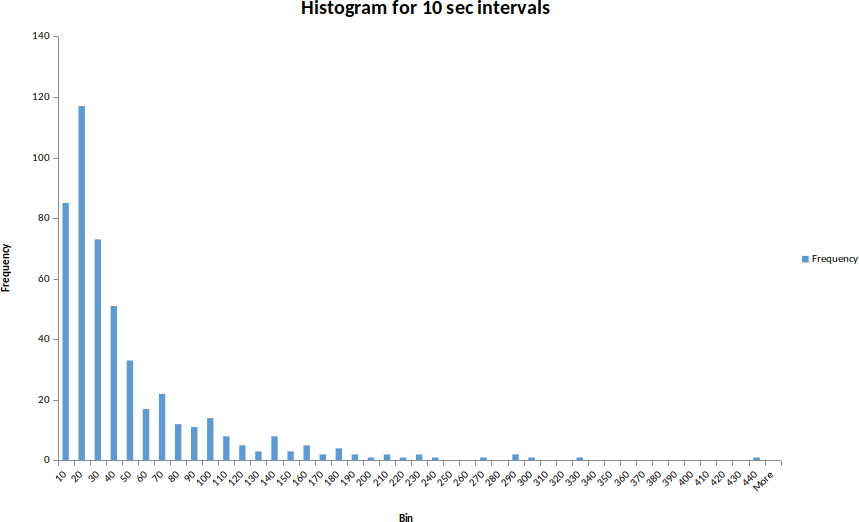 Histogram for 10 sec intervals
140
120
100
80
60
40
20
0
Frequency
Frequency
10 20 30 40 50 60 70 80 90 100 110 120 130 140 150 160 170 180 190 200 210 220 230 240 250 260 270 280 290 300 310 320 330 340 350 360 370 380 390 400 410 420 430 440 More
Bin